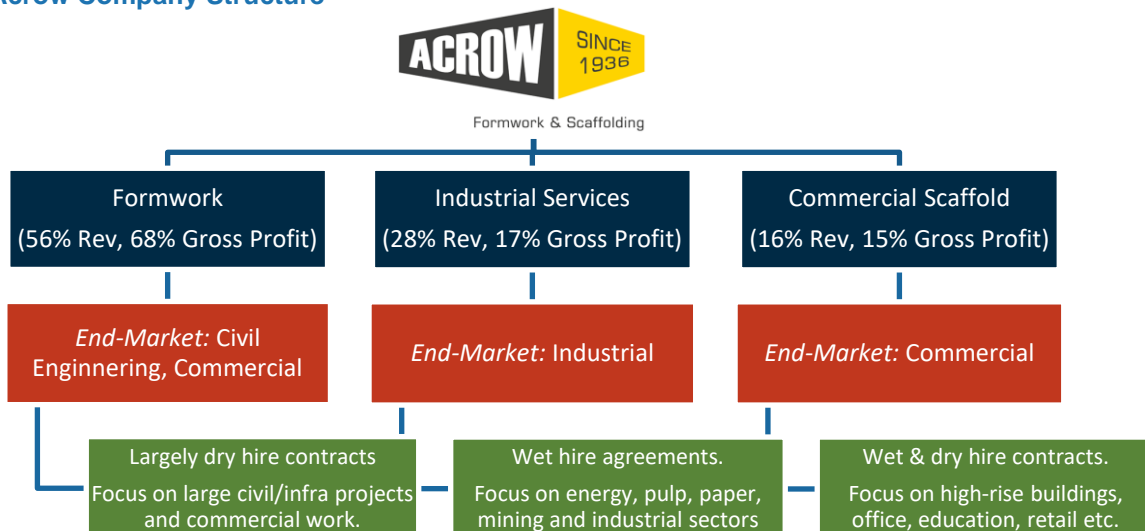 Acrow Company Structure
ACROW
SINCE
1936
Formwork & Scaffolding
Formwork
(56% Rev, 68% Gross Profit)
Industrial Services
(28% Rev, 17% Gross Profit)
Commercial Scaffold
(16% Rev, 15% Gross Profit)
End-Market: Civil
Enginnering, Commercial
End-Market: Industrial
End-Market: Commercial
Largely dry hire contracts
Focus on large civil/infra projects
and commercial work.
Wet hire agreements.
Focus on energy, pulp, paper,
mining and industrial sectors
Wet & dry hire contracts.
Focus on high-rise buildings,
office, education, retail etc.